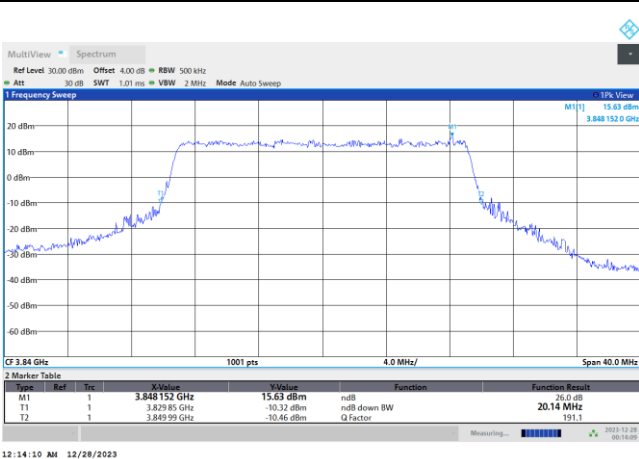 MultiView Spectrum
Ref Level 30.00 dBm Offset 4.00 dB RBW 500 kHz
Att 30 dB SWT 1.01 ms VBW 2 MHz Mode Auto Sweep
1 Frequency Sweep 1Pk View
M1[1] 15.63 dBm
3.848 152 0 GHz
20 dBm
M1
10 dBm
0 dBm
T1 T2
-10 dBm
-20 dBm
-30 dBm
-40 dBm
-50 dBm
-60 dBm
CF 3.84 GHz 1001 pts 4.0 MHz/ Span 40.0 MHz
2 Marker Table
Type Ref Trc X-Value Y-Value Function Function Result
M1 1 3.848 152 GHz 15.63 dBm ndB 26.0 dB
T1 1 3.829 85 GHz -10.32 dBm ndB down BW 20.14 MHz
T2 1 3.849 99 GHz -10.46 dBm Q Factor 191.1
Measuring... 2023-12-28
00:14:09
12:14:10 AM 12/28/2023